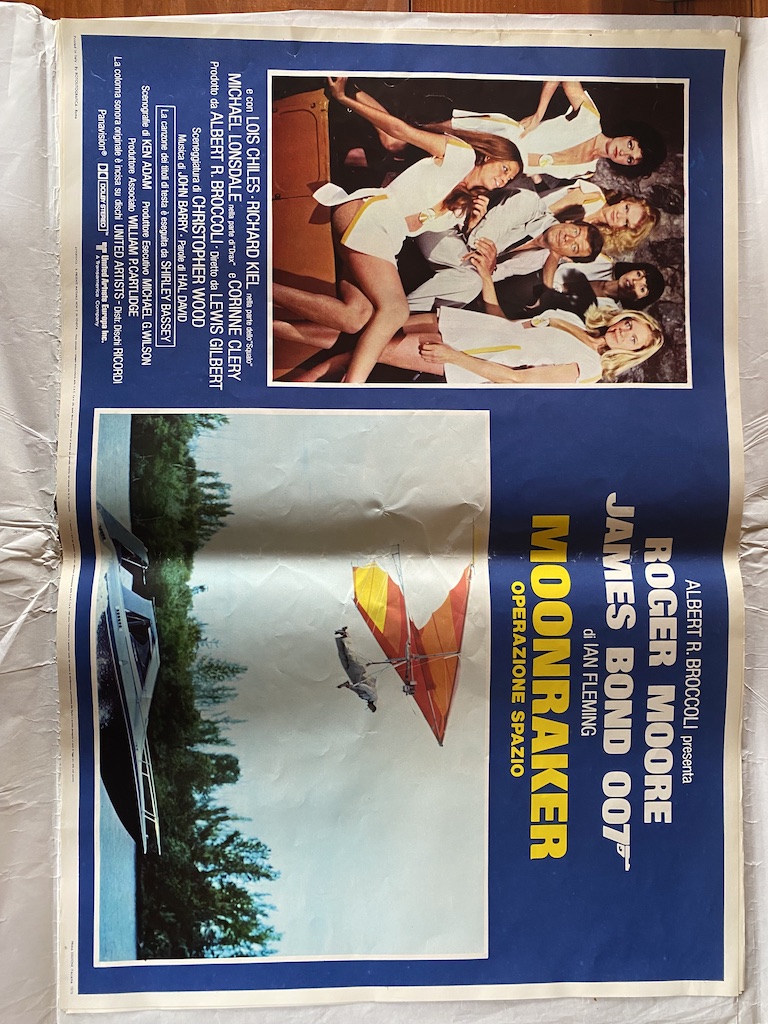 ALBERT R. BROCCOLI presenta
ROGER MOORE
JAMES BOND 007
di IAN FLEMING
MOONRAKER
OPERAZIONE SPAZIO
e con LOIS CHILES · RICHARD KIEL nella parte dello "Squalo"
MICHAEL LONSDALE nella parte di "Drax" e CORINNE CLERY
Prodotto da ALBERT R. BROCCOLI · Diretto da LEWIS GILBERT
Sceneggiatura di CHRISTOPHER WOOD
Musica di JOHN BARRY · Parole di HAL DAVID
La canzone dei titoli di testa è eseguita da SHIRLEY BASSEY
Scenografie di KEN ADAM Produttore Esecutivo MICHAEL G. WILSON
Produttore Associato WILLIAM P. CARTLIDGE
La colonna sonora originale è incisa su dischi UNITED ARTISTS - Distr. Dischi RICORDI
Panavision® DOLBY STEREO United Artists Europa Inc.
A Transamerica Company